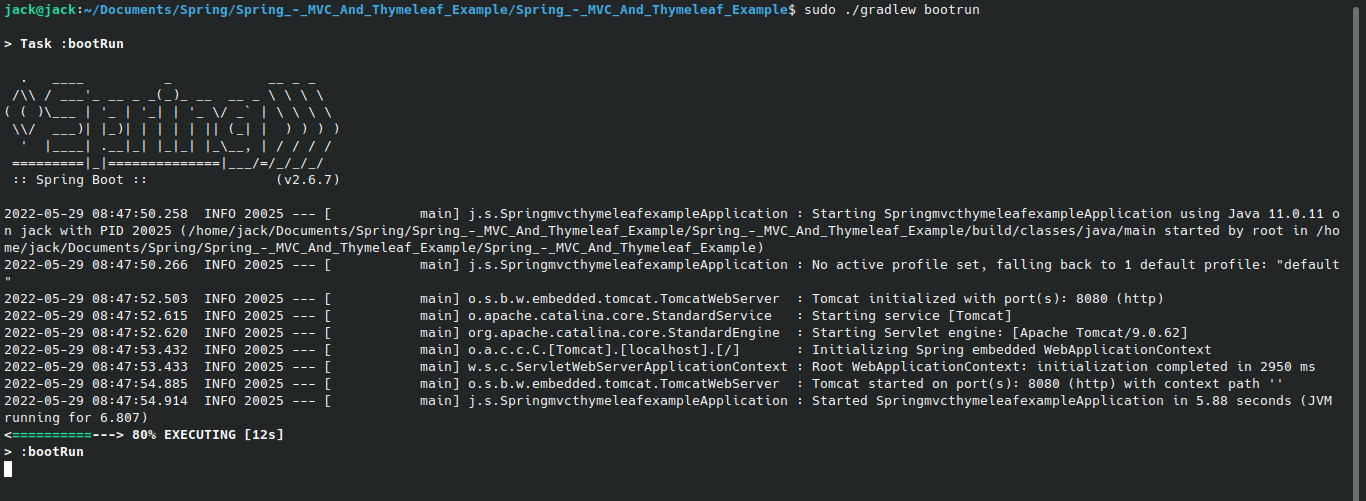 jack@jack:~/Documents/Spring/Spring_-_MVC_And_Thymeleaf_Example/Spring_-_MVC_And_Thymeleaf_Example$ sudo ./gradlew bootrun

> Task :bootRun

  .   ____          _            __ _ _
 /\\ / ___'_ __ _ _(_)_ __  __ _ \ \ \ \
( ( )\___ | '_ | '_| | '_ \/ _` | \ \ \ \
 \\/  ___)| |_)| | | | | || (_| |  ) ) ) )
  '  |____| .__|_| |_|_| |_\__, | / / / /
 =========|_|==============|___/=/_/_/_/
 :: Spring Boot ::                (v2.6.7)

2022-05-29 08:47:50.258  INFO 20025 --- [           main] j.s.SpringmvcthymeleafexampleApplication : Starting SpringmvcthymeleafexampleApplication using Java 11.0.11 o
n jack with PID 20025 (/home/jack/Documents/Spring/Spring_-_MVC_And_Thymeleaf_Example/Spring_-_MVC_And_Thymeleaf_Example/build/classes/java/main started by root in /ho
me/jack/Documents/Spring/Spring_-_MVC_And_Thymeleaf_Example/Spring_-_MVC_And_Thymeleaf_Example)
2022-05-29 08:47:50.266  INFO 20025 --- [           main] j.s.SpringmvcthymeleafexampleApplication : No active profile set, falling back to 1 default profile: "default
"
2022-05-29 08:47:52.503  INFO 20025 --- [           main] o.s.b.w.embedded.tomcat.TomcatWebServer  : Tomcat initialized with port(s): 8080 (http)
2022-05-29 08:47:52.615  INFO 20025 --- [           main] o.apache.catalina.core.StandardService   : Starting service [Tomcat]
2022-05-29 08:47:52.620  INFO 20025 --- [           main] org.apache.catalina.core.StandardEngine  : Starting Servlet engine: [Apache Tomcat/9.0.62]
2022-05-29 08:47:53.432  INFO 20025 --- [           main] o.a.c.c.C.[Tomcat].[localhost].[/]       : Initializing Spring embedded WebApplicationContext
2022-05-29 08:47:53.433  INFO 20025 --- [           main] w.s.c.ServletWebServerApplicationContext : Root WebApplicationContext: initialization completed in 2950 ms
2022-05-29 08:47:54.885  INFO 20025 --- [           main] o.s.b.w.embedded.tomcat.TomcatWebServer  : Tomcat started on port(s): 8080 (http) with context path ''
2022-05-29 08:47:54.914  INFO 20025 --- [           main] j.s.SpringmvcthymeleafexampleApplication : Started SpringmvcthymeleafexampleApplication in 5.88 seconds (JVM
running for 6.807)
<==========---> 80% EXECUTING [12s]
> :bootRun